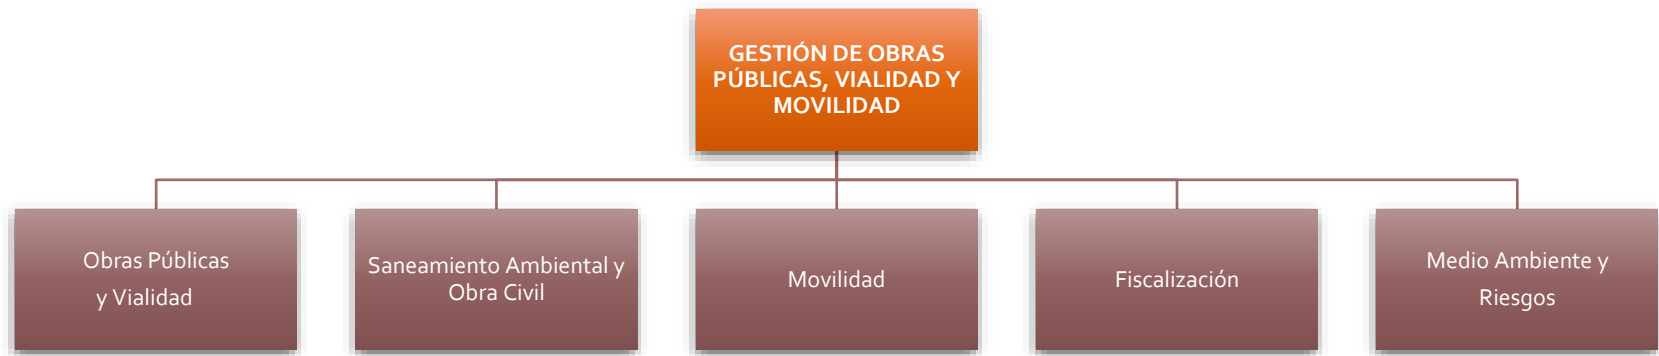 GESTIÓN DE OBRAS
PÚBLICAS, VIALIDAD Y
MOVILIDAD
Obras Públicas
y Vialidad
Saneamiento Ambiental y
Obra Civil
Movilidad
Fiscalización
Medio Ambiente y
Riesgos